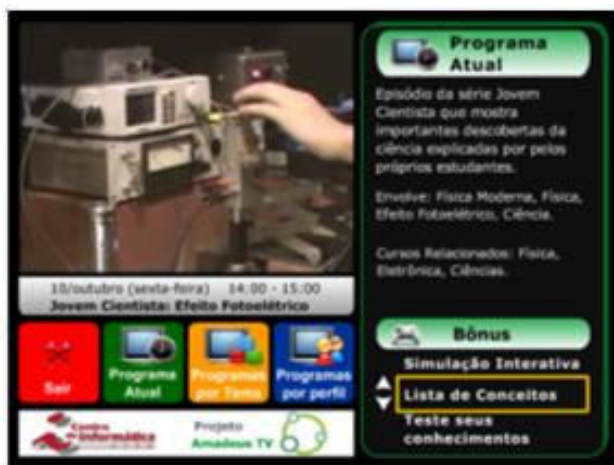 Programa
Atual
Episódio da série Jovem
Cientista que mostra
importantes descobertas da
ciência explicadas por pelos
próprios estudantes.
Envolve: Física Moderna, Física,
Efeito Fotoelétrico, Ciência.
Cursos Relacionados: Física,
Eletrônica, Ciências.
10/outubro (sexta-feira) 14:00 - 15:00
Jovem Cientista: Efeito Fotoelétrico
Sair
Programa
Atual
Programas
por Tema
Programas
por perfil
Centro
de Informática
Projeto
Amadeus TV
Bônus
Simulação Interativa
Lista de Conceitos
Teste seus
conhecimentos